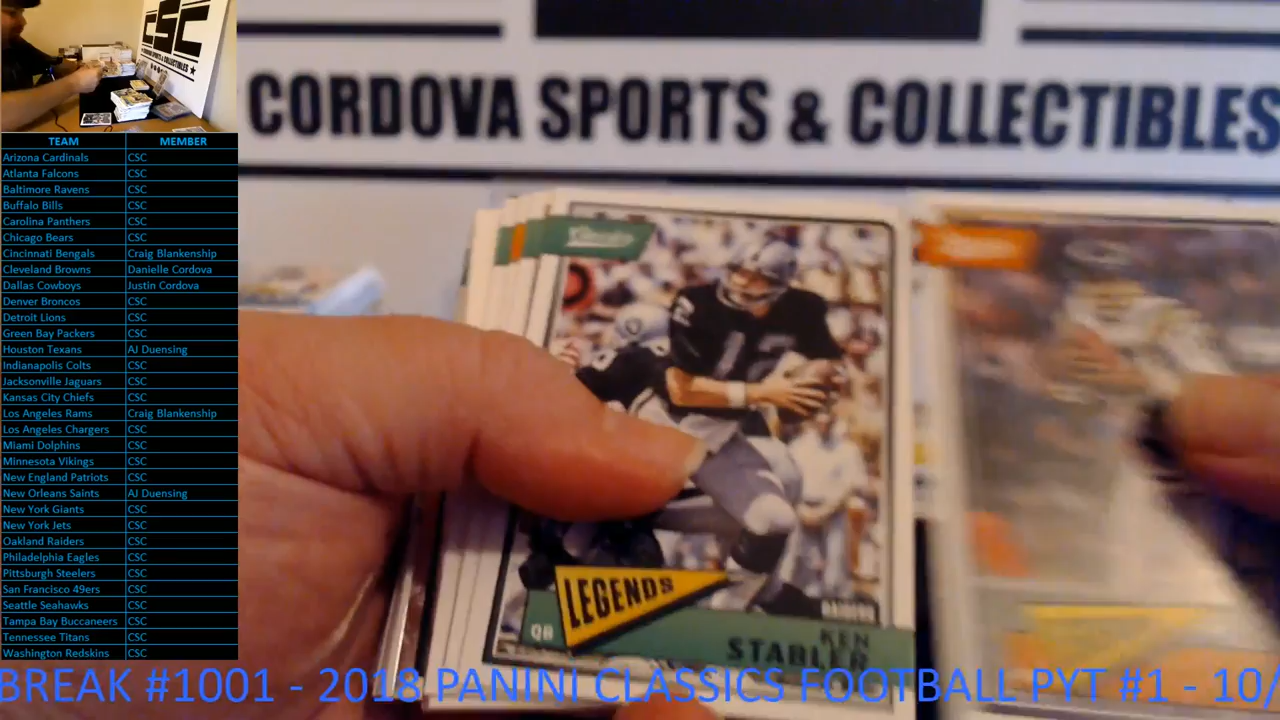 CSC
CORDOVA SPORTS & COLLECTIBLES
CORDOVA SPORTS & COLLECTIBLES
TEAM MEMBER
Arizona Cardinals CSC
Atlanta Falcons CSC
Baltimore Ravens CSC
Buffalo Bills CSC
Carolina Panthers CSC
Chicago Bears CSC
Cincinnati Bengals Craig Blankenship
Cleveland Browns Danielle Cordova
Dallas Cowboys Justin Cordova
Denver Broncos CSC
Detroit Lions CSC
Green Bay Packers CSC
Houston Texans AJ Duensing
Indianapolis Colts CSC
Jacksonville Jaguars CSC
Kansas City Chiefs CSC
Los Angeles Rams Craig Blankenship
Los Angeles Chargers CSC
Miami Dolphins CSC
Minnesota Vikings CSC
New England Patriots CSC
New Orleans Saints AJ Duensing
New York Giants CSC
New York Jets CSC
Oakland Raiders CSC
Philadelphia Eagles CSC
Pittsburgh Steelers CSC
San Francisco 49ers CSC
Seattle Seahawks CSC
Tampa Bay Buccaneers CSC
Tennessee Titans CSC
Washington Redskins CSC
Classics
12
LEGENDS
RAIDERS
QB
KEN
STABLER
BREAK #1001 - 2018 PANINI CLASSICS FOOTBALL PYT #1 - 10/